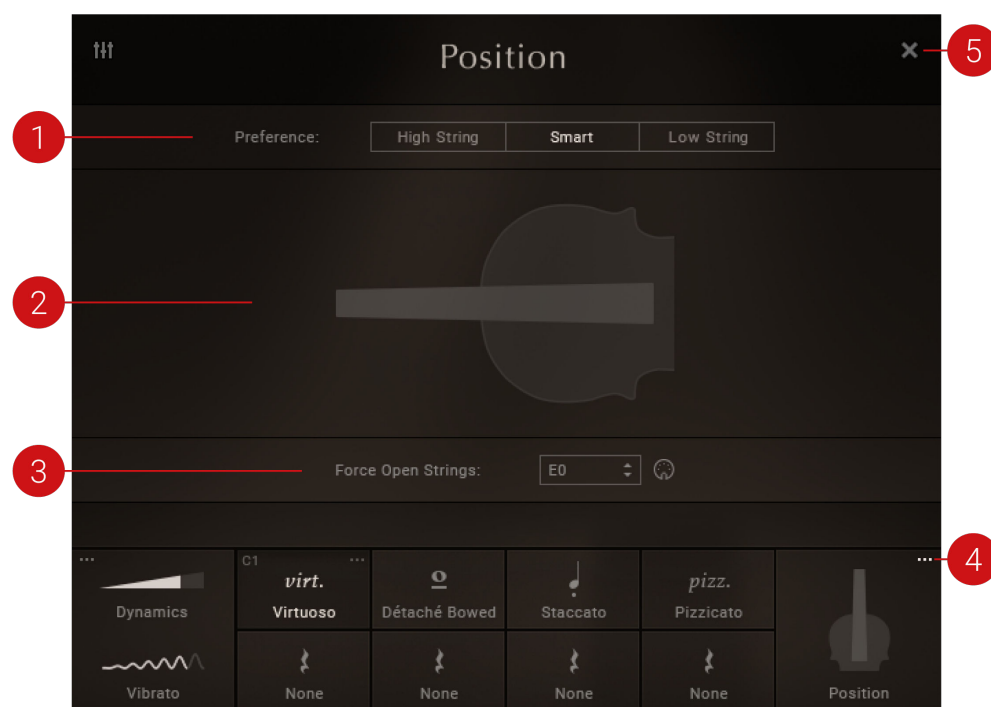 Position
5
1
Preference:
High String
Smart
Low String
2
3
Force Open Strings:
E0
4
C1
virt.
pizz.
Dynamics
Virtuoso
Détaché Bowed
Staccato
Pizzicato
Vibrato
None
None
None
None
Position